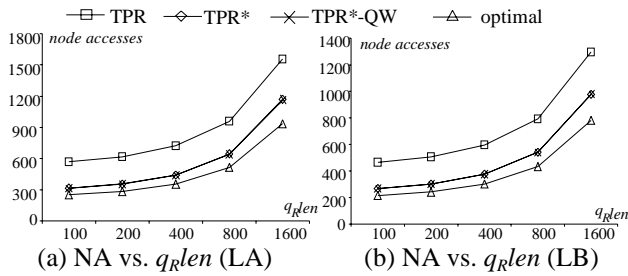 TPR TPR* TPR*-QW optimal
node accesses
1800
1500
1200
900
600
300
0
100 200 400 800 1600
qRlen
(a) NA vs. qRlen (LA)
node accesses
1400
1200
1000
800
600
400
200
0
100 200 400 800 1600
qRlen
(b) NA vs. qRlen (LB)